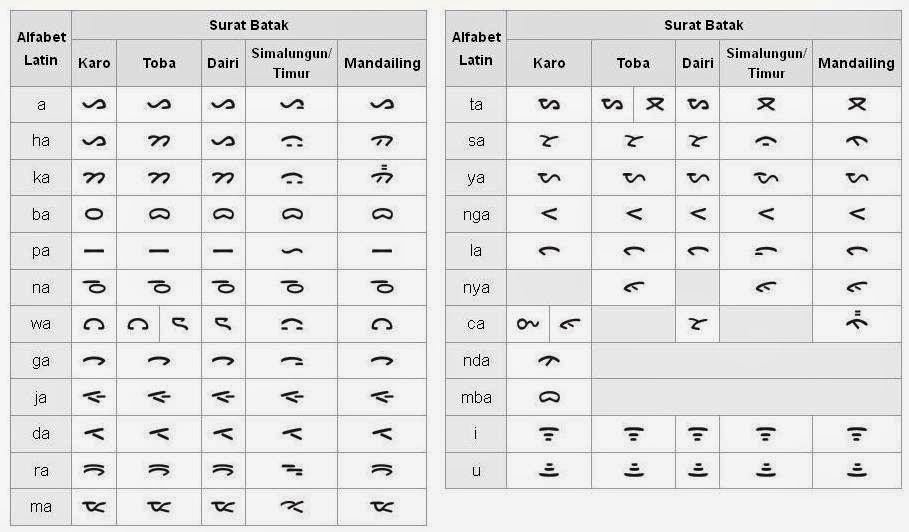 Alfabet Latin Surat Batak
Karo Toba Dairi Simalungun/Timur Mandailing
a ᯀ ᯀ ᯀ ᯁ ᯀ
ha ᯀ ᯂ ᯀ ᯃ ᯄ
ka ᯂ ᯂ ᯂ ᯃ ᯄ᯦
ba ᯆ ᯅ ᯅ ᯅ ᯅ
pa ᯇ ᯇ ᯇ ᯈ ᯇ
na ᯉ ᯉ ᯉ ᯉ ᯉ
wa ᯋ ᯋ ᯍ ᯍ ᯌ ᯋ
ga ᯎ ᯎ ᯎ ᯏ ᯎ
ja ᯐ ᯐ ᯐ ᯐ ᯐ
da ᯑ ᯑ ᯑ ᯑ ᯑ
ra ᯒ ᯒ ᯒ ᯓ ᯒ
ma ᯔ ᯔ ᯔ ᯕ ᯔ
Alfabet Latin Surat Batak
Karo Toba Dairi Simalungun/Timur Mandailing
ta ᯗ ᯗ ᯖ ᯗ ᯖ ᯖ
sa ᯘ ᯘ ᯘ ᯙ ᯚ
ya ᯛ ᯛ ᯛ ᯜ ᯛ
nga ᯝ ᯝ ᯝ ᯝ ᯝ
la ᯞ ᯞ ᯞ ᯟ ᯞ
nya ᯠ ᯠ ᯠ
ca ᯡ ᯠ ᯘ ᯚ᯦
nda ᯢ
mba ᯣ
i ᯤ ᯤ ᯤ ᯤ ᯤ
u ᯥ ᯥ ᯥ ᯥ ᯥ